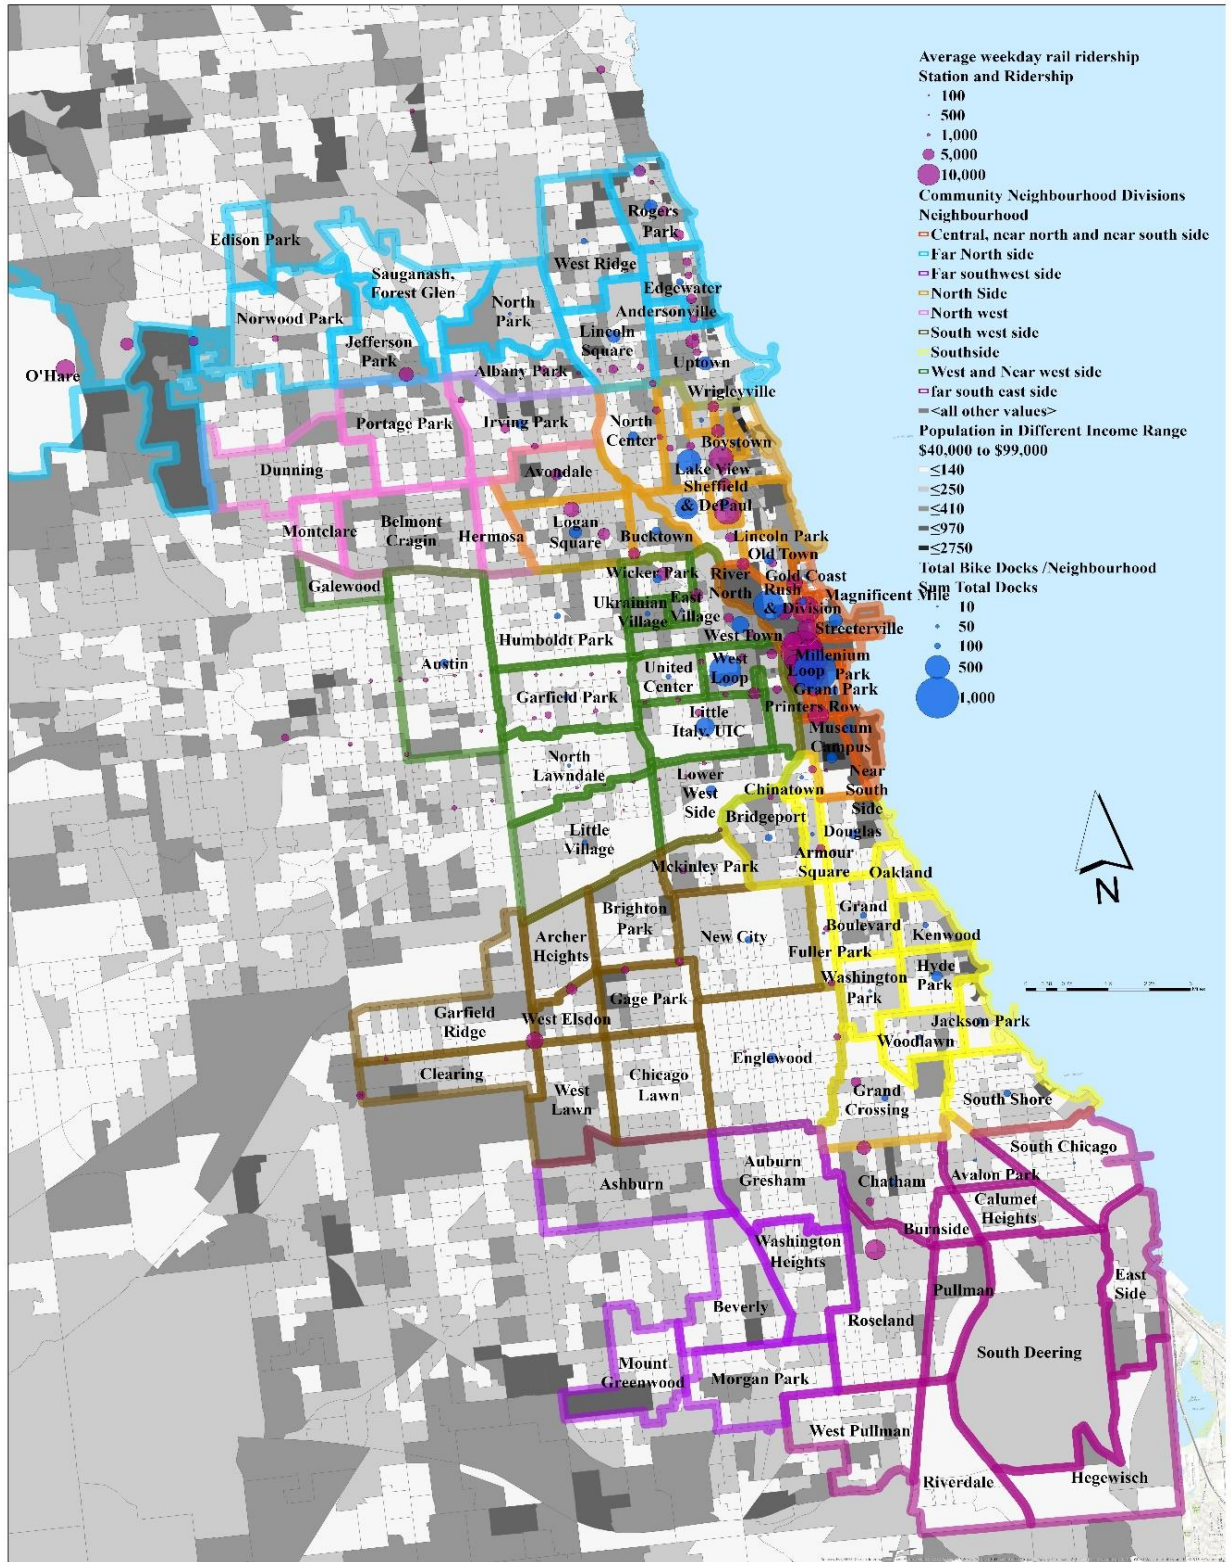 Average weekday rail ridership
Station and Ridership
100
500
1,000
5,000
10,000
Community Neighbourhood Divisions
Neighbourhood
Central, near north and near south side
Far North side
Far southwest side
North Side
North west
South west side
Southside
West and Near west side
far south east side
<all other values>
Population in Different Income Range
$40,000 to $99,000
≤140
≤250
≤410
≤970
≤2750
Total Bike Docks /Neighbourhood
Sum Total Docks
10
50
100
500
1,000
Rogers
Park
Edison Park
West Ridge
Sauganash,
Forest Glen
Edgewater
North
Park
Andersonville
Norwood Park
Lincoln
Square
Jefferson
Park
Uptown
O'Hare
Albany Park
Wrigleyville
Portage Park
Irving Park
North
Center
Boystown
Dunning
Avondale
Lake View
Sheffield
& DePaul
Montclare
Belmont
Cragin
Hermosa
Logan
Square
Bucktown
Lincoln Park
Old Town
Galewood
Wicker Park
River
North
Gold Coast
Rush
& Division
Magnificent Mile
Ukrainian
Village
East
Village
Humboldt Park
West Town
Streeterville
Austin
United
Center
West
Loop
Millenium
Park
Loop
Garfield Park
Grant Park
Printers Row
Little
Italy, UIC
Museum
Campus
North
Lawndale
Lower
West
Side
Chinatown
Near
South
Side
Bridgeport
Little
Village
Douglas
Mckinley Park
Armour
Square
Oakland
Brighton
Park
Grand
Boulevard
Archer
Heights
New City
Kenwood
Fuller Park
Hyde
Park
Washington
Park
Gage Park
Garfield
Ridge
West Elsdon
Jackson Park
Woodlawn
Englewood
Clearing
Chicago
Lawn
West
Lawn
Grand
Crossing
South Shore
South Chicago
Auburn
Gresham
Ashburn
Chatham
Avalon Park
Calumet
Heights
Burnside
Washington
Heights
East
Side
Pullman
Beverly
Roseland
South Deering
Mount
Greenwood
Morgan Park
West Pullman
Riverdale
Hegewisch
N